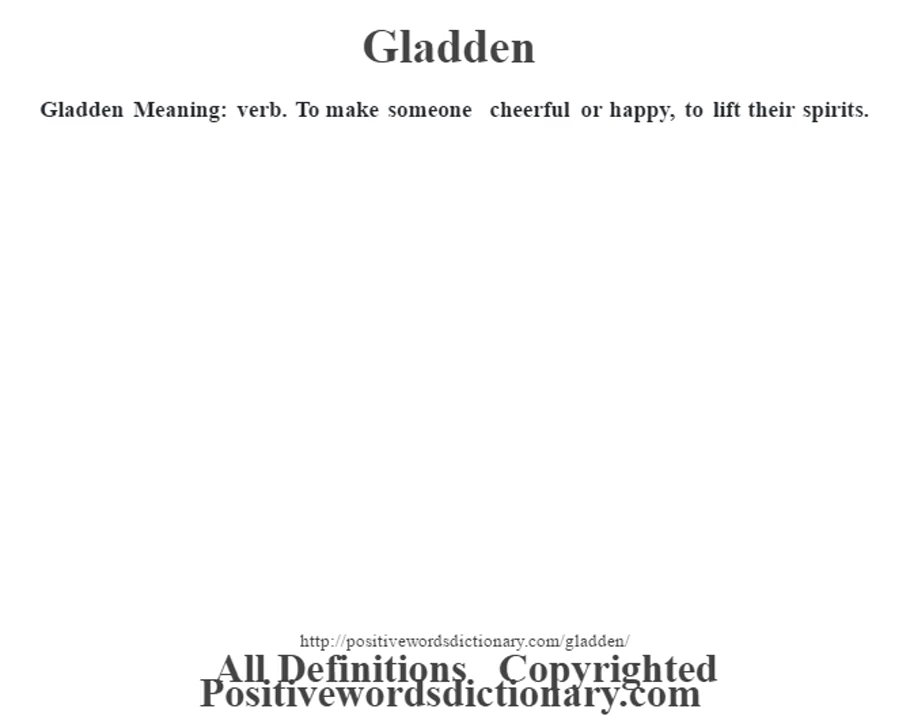 Gladden
Gladden Meaning: verb. To make someone cheerful or happy, to lift their spirits.
http://positivewordsdictionary.com/gladden/
All Definitions Copyrighted
Positivewordsdictionary.com